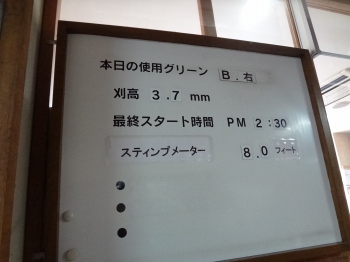 本日の使用グリーン B.右
刈高 3.7 mm
最終スタート時間 PM 2:30
スティンプメーター 8.0 フィート